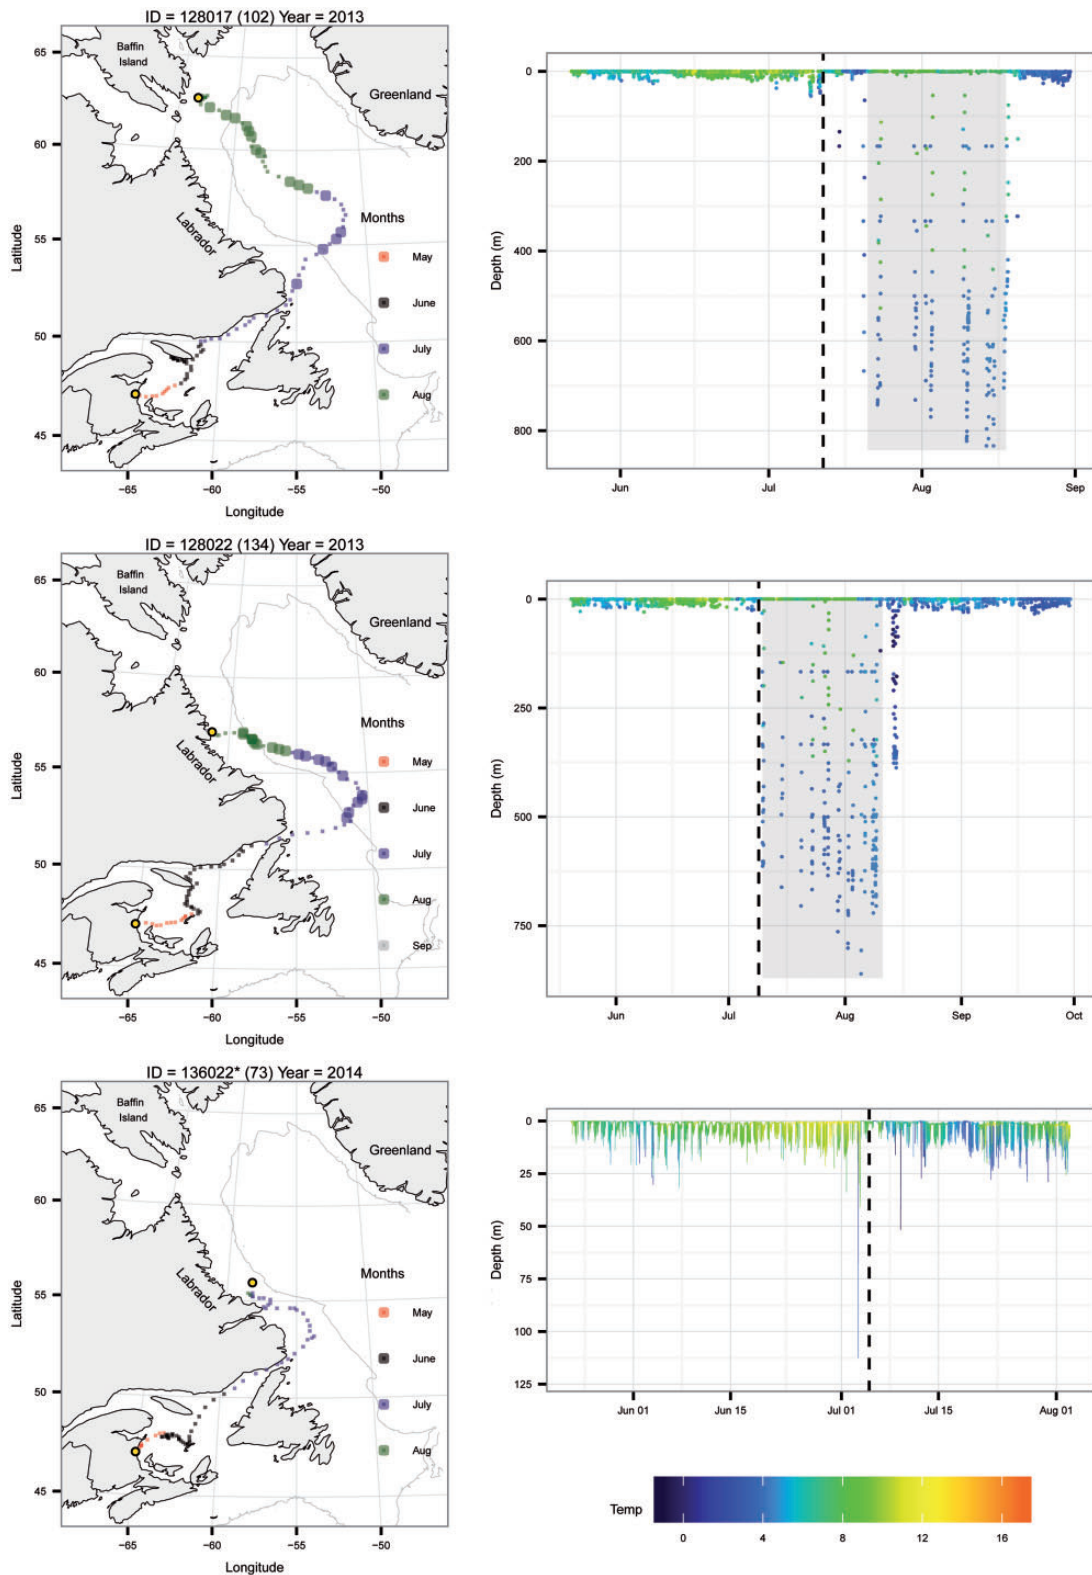 ID = 128017 (102) Year = 2013
65
60
55
50
45
Latitude
Baffin
Island
Greenland
Labrador
Months
May
June
July
Aug
−65
−60
−55
−50
Longitude
0
200
400
600
800
Depth (m)
Jun
Jul
Aug
Sep
ID = 128022 (134) Year = 2013
65
60
55
50
45
Latitude
Baffin
Island
Greenland
Labrador
Months
May
June
July
Aug
Sep
−65
−60
−55
−50
Longitude
0
250
500
750
Depth (m)
Jun
Jul
Aug
Sep
Oct
ID = 136022* (73) Year = 2014
65
60
55
50
45
Latitude
Baffin
Island
Greenland
Labrador
Months
May
June
July
Aug
−65
−60
−55
−50
Longitude
0
25
50
75
100
125
Depth (m)
Jun 01
Jun 15
Jul 01
Jul 15
Aug 01
Temp
0
4
8
12
16